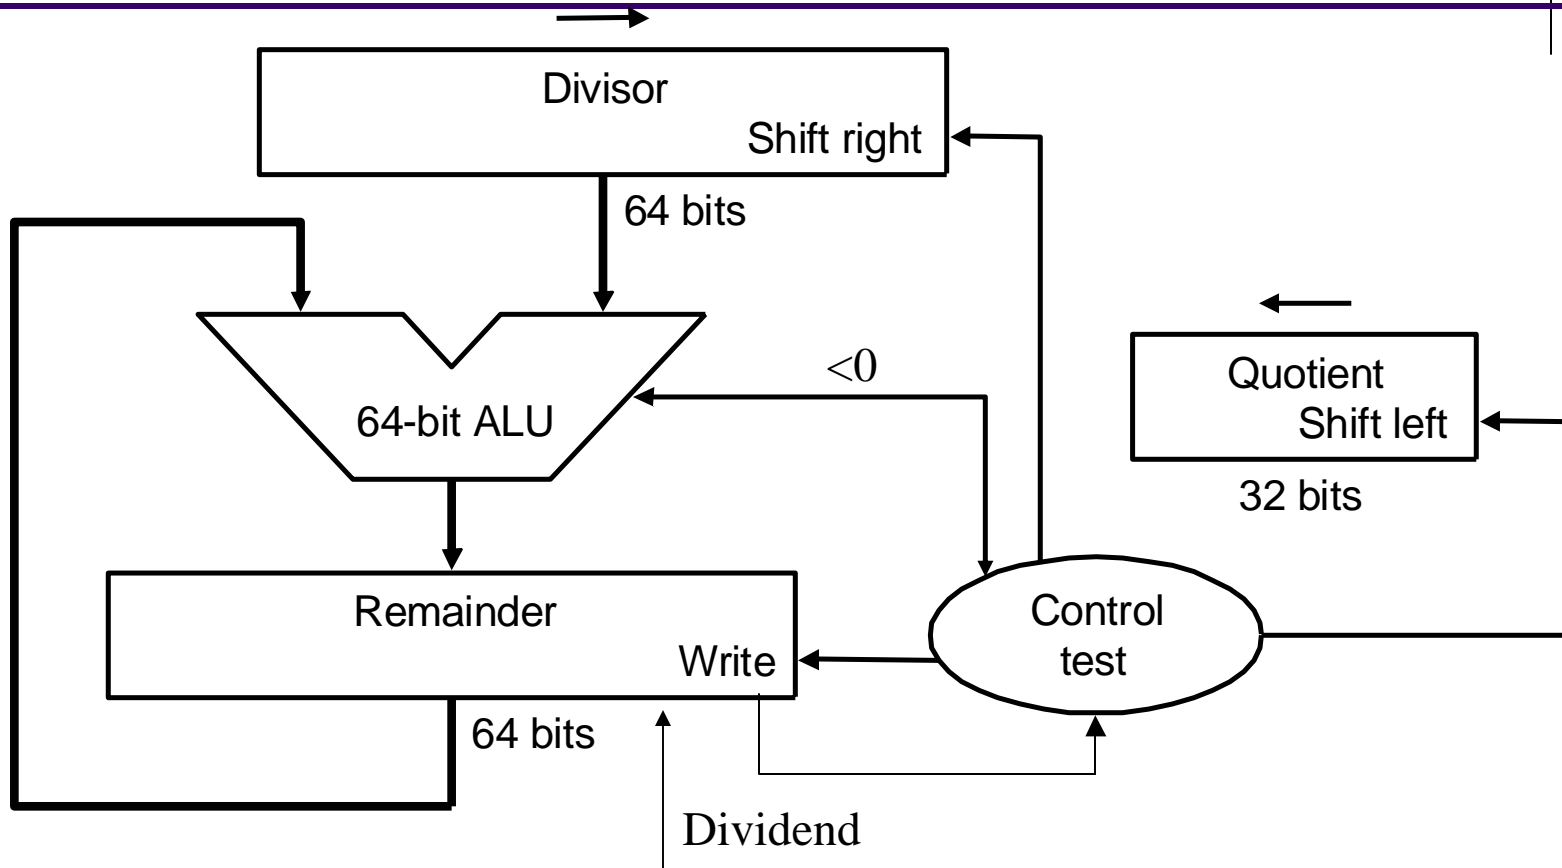 Divisor
Shift right
64 bits
<0
Quotient
64-bit ALU
Shift left
32 bits
Remainder
Control
Write
test
64 bits
Dividend